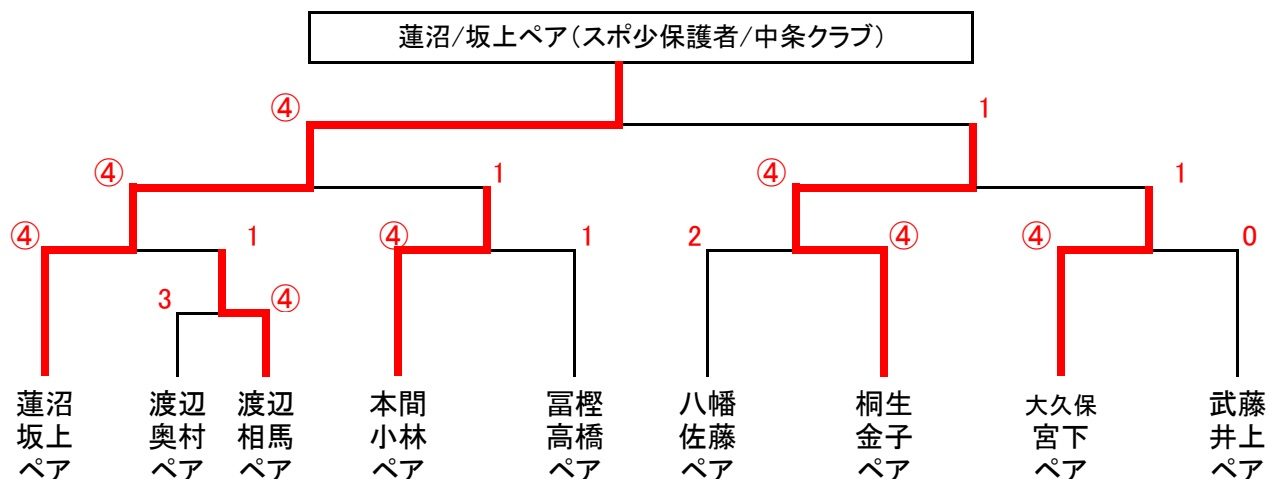 蓮沼/坂上ペア(スポ少保護者/中条クラブ)
④ 1
④ 1 ④ 1
④ 1 ④ 1 2 ④ ④ 0
3 ④
蓮沼 渡辺 渡辺 本間 冨樫 八幡 桐生 大久保 武藤
坂上 奥村 相馬 小林 高橋 佐藤 金子 宮下 井上
ペア ペア ペア ペア ペア ペア ペア ペア ペア